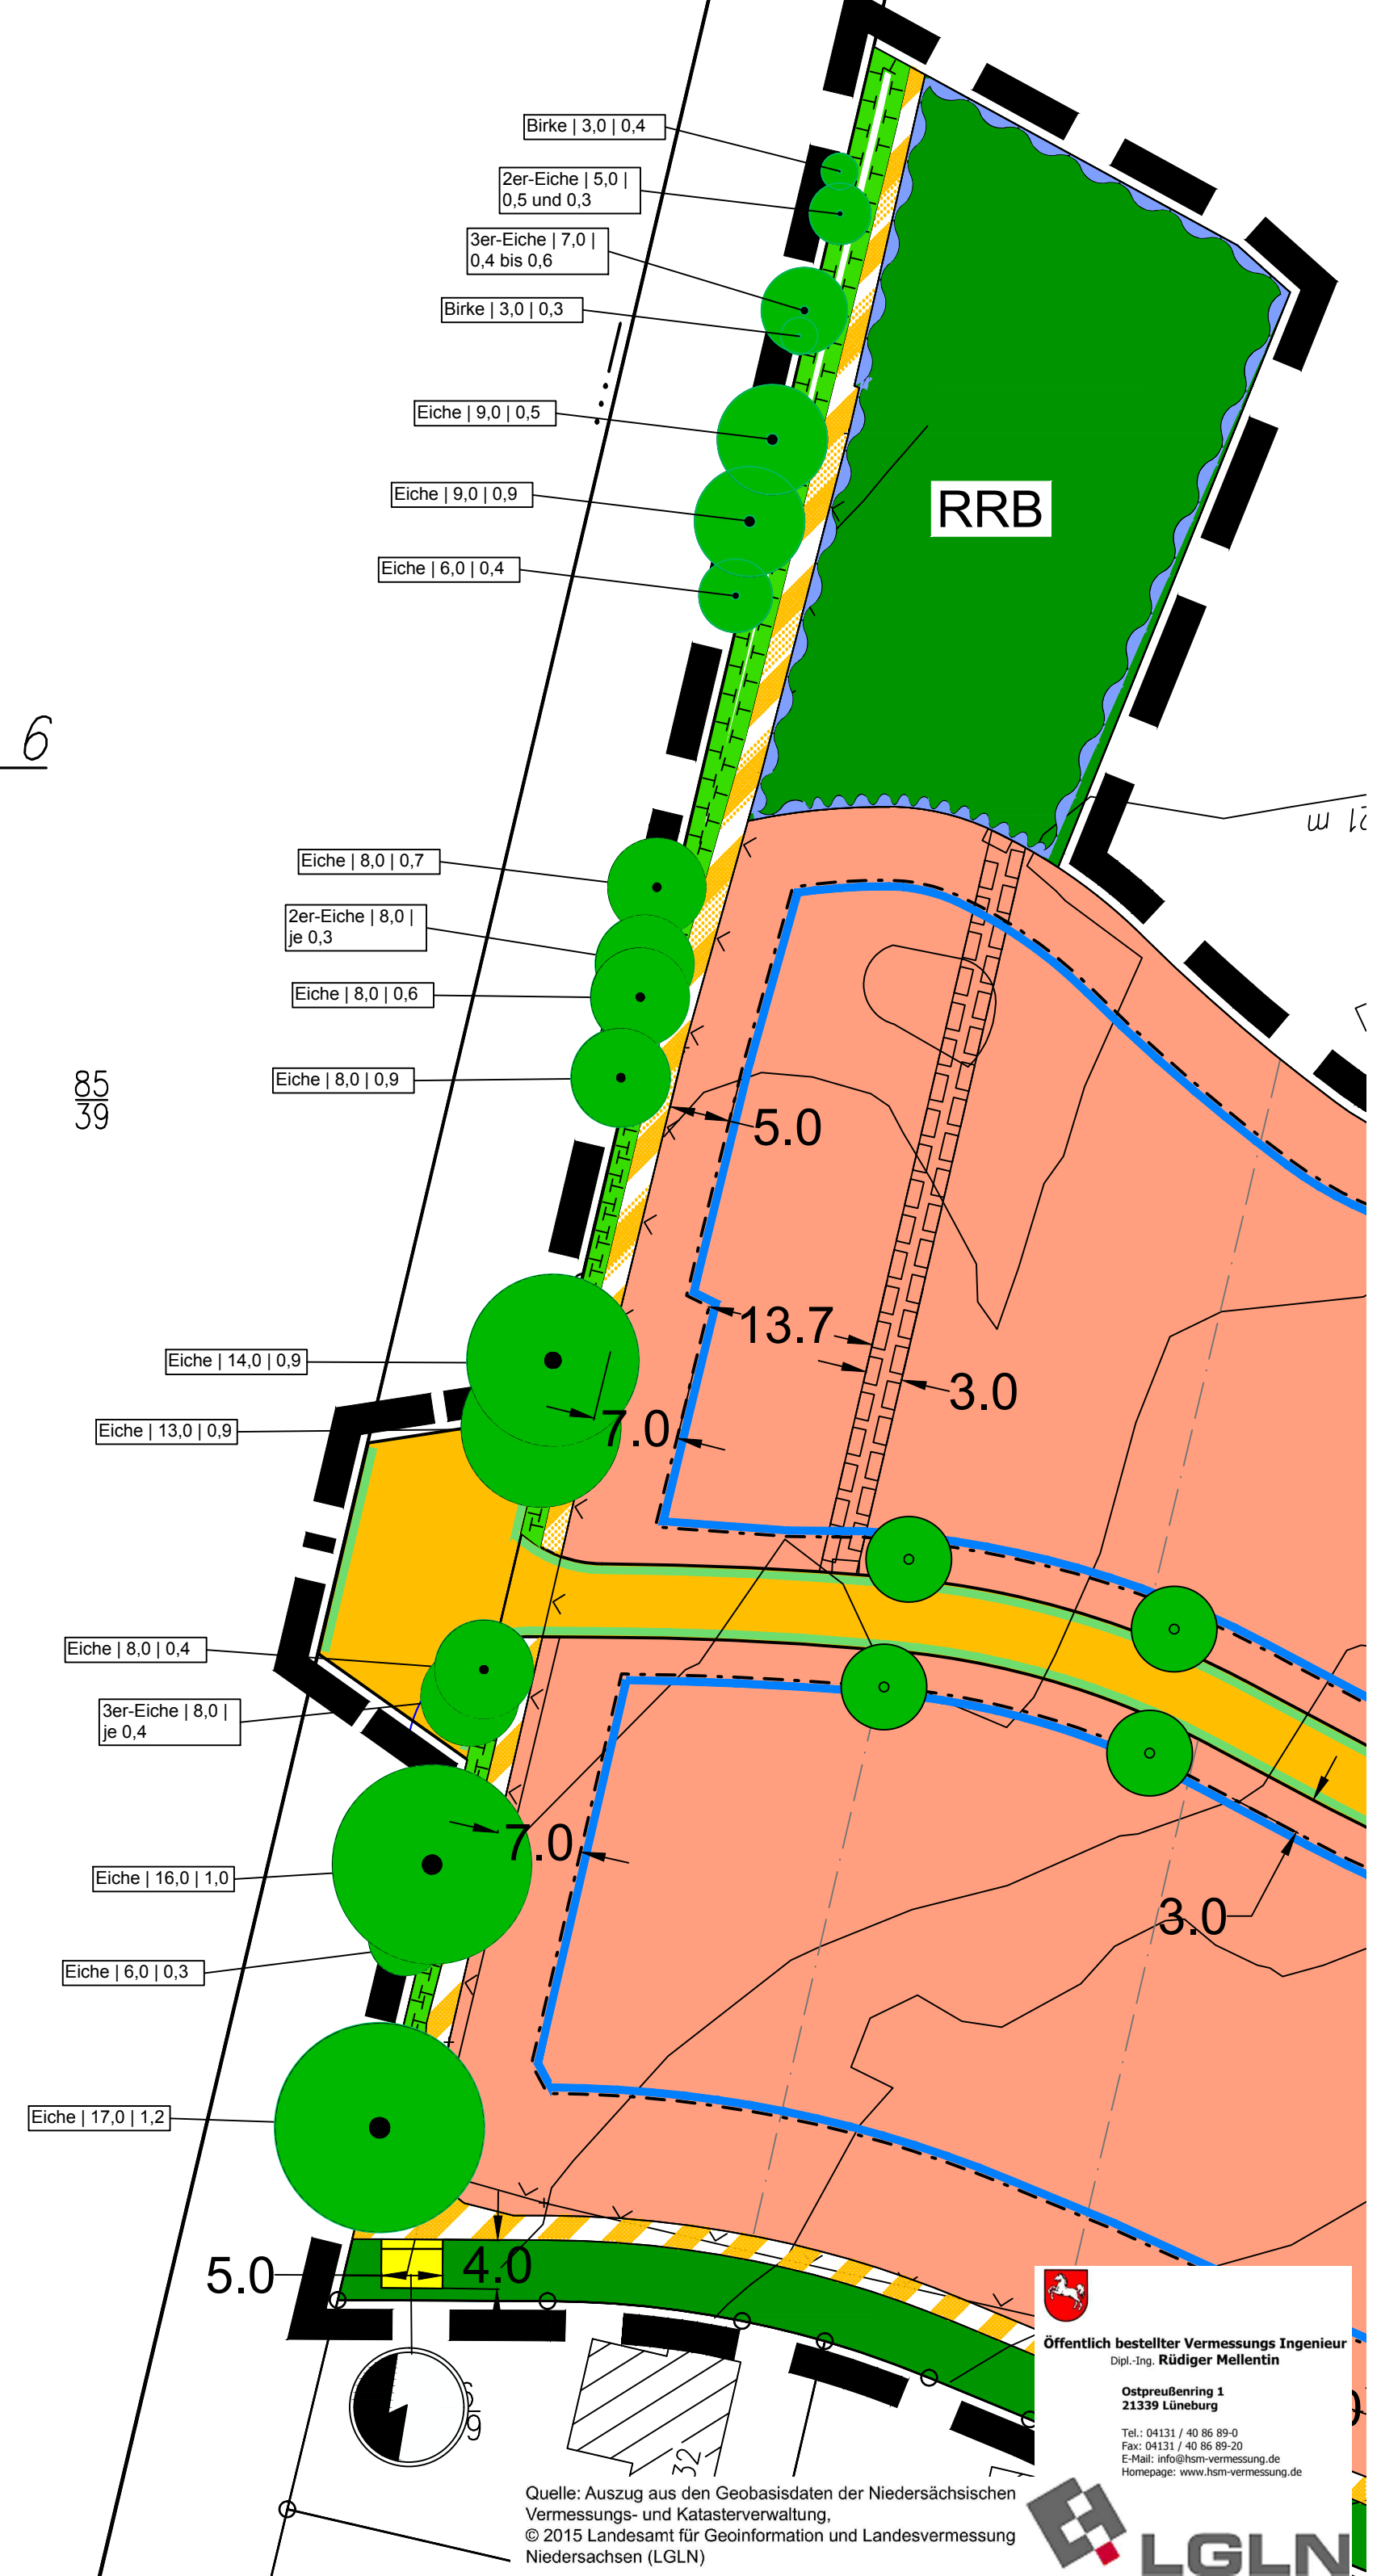 Birke | 3,0 | 0,4
2er-Eiche | 5,0 |
0,5 und 0,3
3er-Eiche | 7,0 |
0,4 bis 0,6
Birke | 3,0 | 0,3
Eiche | 9,0 | 0,5
Eiche | 9,0 | 0,9
RRB
Eiche | 6,0 | 0,4
6
21 m
Eiche | 8,0 | 0,7
2er-Eiche | 8,0 |
je 0,3
Eiche | 8,0 | 0,6
Eiche | 8,0 | 0,9
85
39
5.0
13.7
Eiche | 14,0 | 0,9
3.0
Eiche | 13,0 | 0,9
7.0
Eiche | 8,0 | 0,4
3er-Eiche | 8,0 |
je 0,4
7.0
Eiche | 16,0 | 1,0
3.0
Eiche | 6,0 | 0,3
Eiche | 17,0 | 1,2
5.0
4.0
32
Öffentlich bestellter Vermessungs Ingenieur
Dipl.-Ing. Rüdiger Mellentin
Ostpreußenring 1
21339 Lüneburg
Tel.: 04131 / 40 86 89-0
Fax: 04131 / 40 86 89-20
E-Mail: info@hsm-vermessung.de
Homepage: www.hsm-vermessung.de
Quelle: Auszug aus den Geobasisdaten der Niedersächsischen
Vermessungs- und Katasterverwaltung,
© 2015 Landesamt für Geoinformation und Landesvermessung
Niedersachsen (LGLN)
LGLN